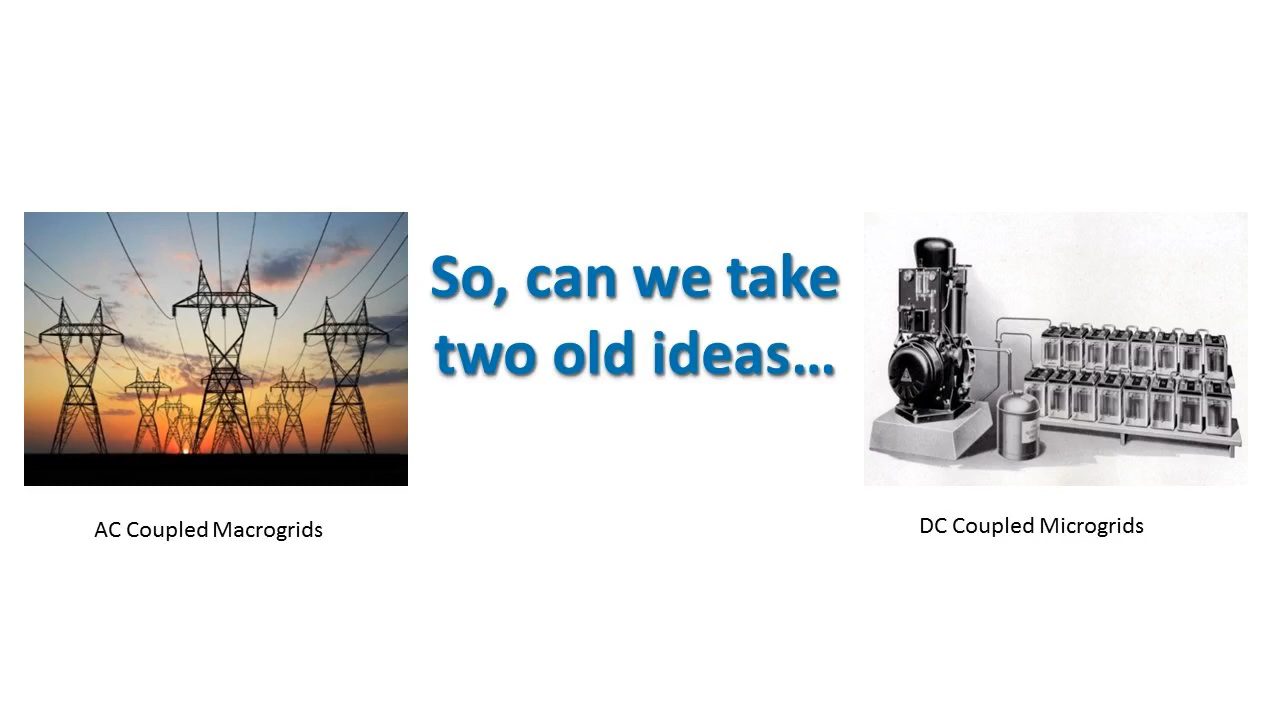 So, can we take
two old ideas...
AC Coupled Macrogrids
DC Coupled Microgrids